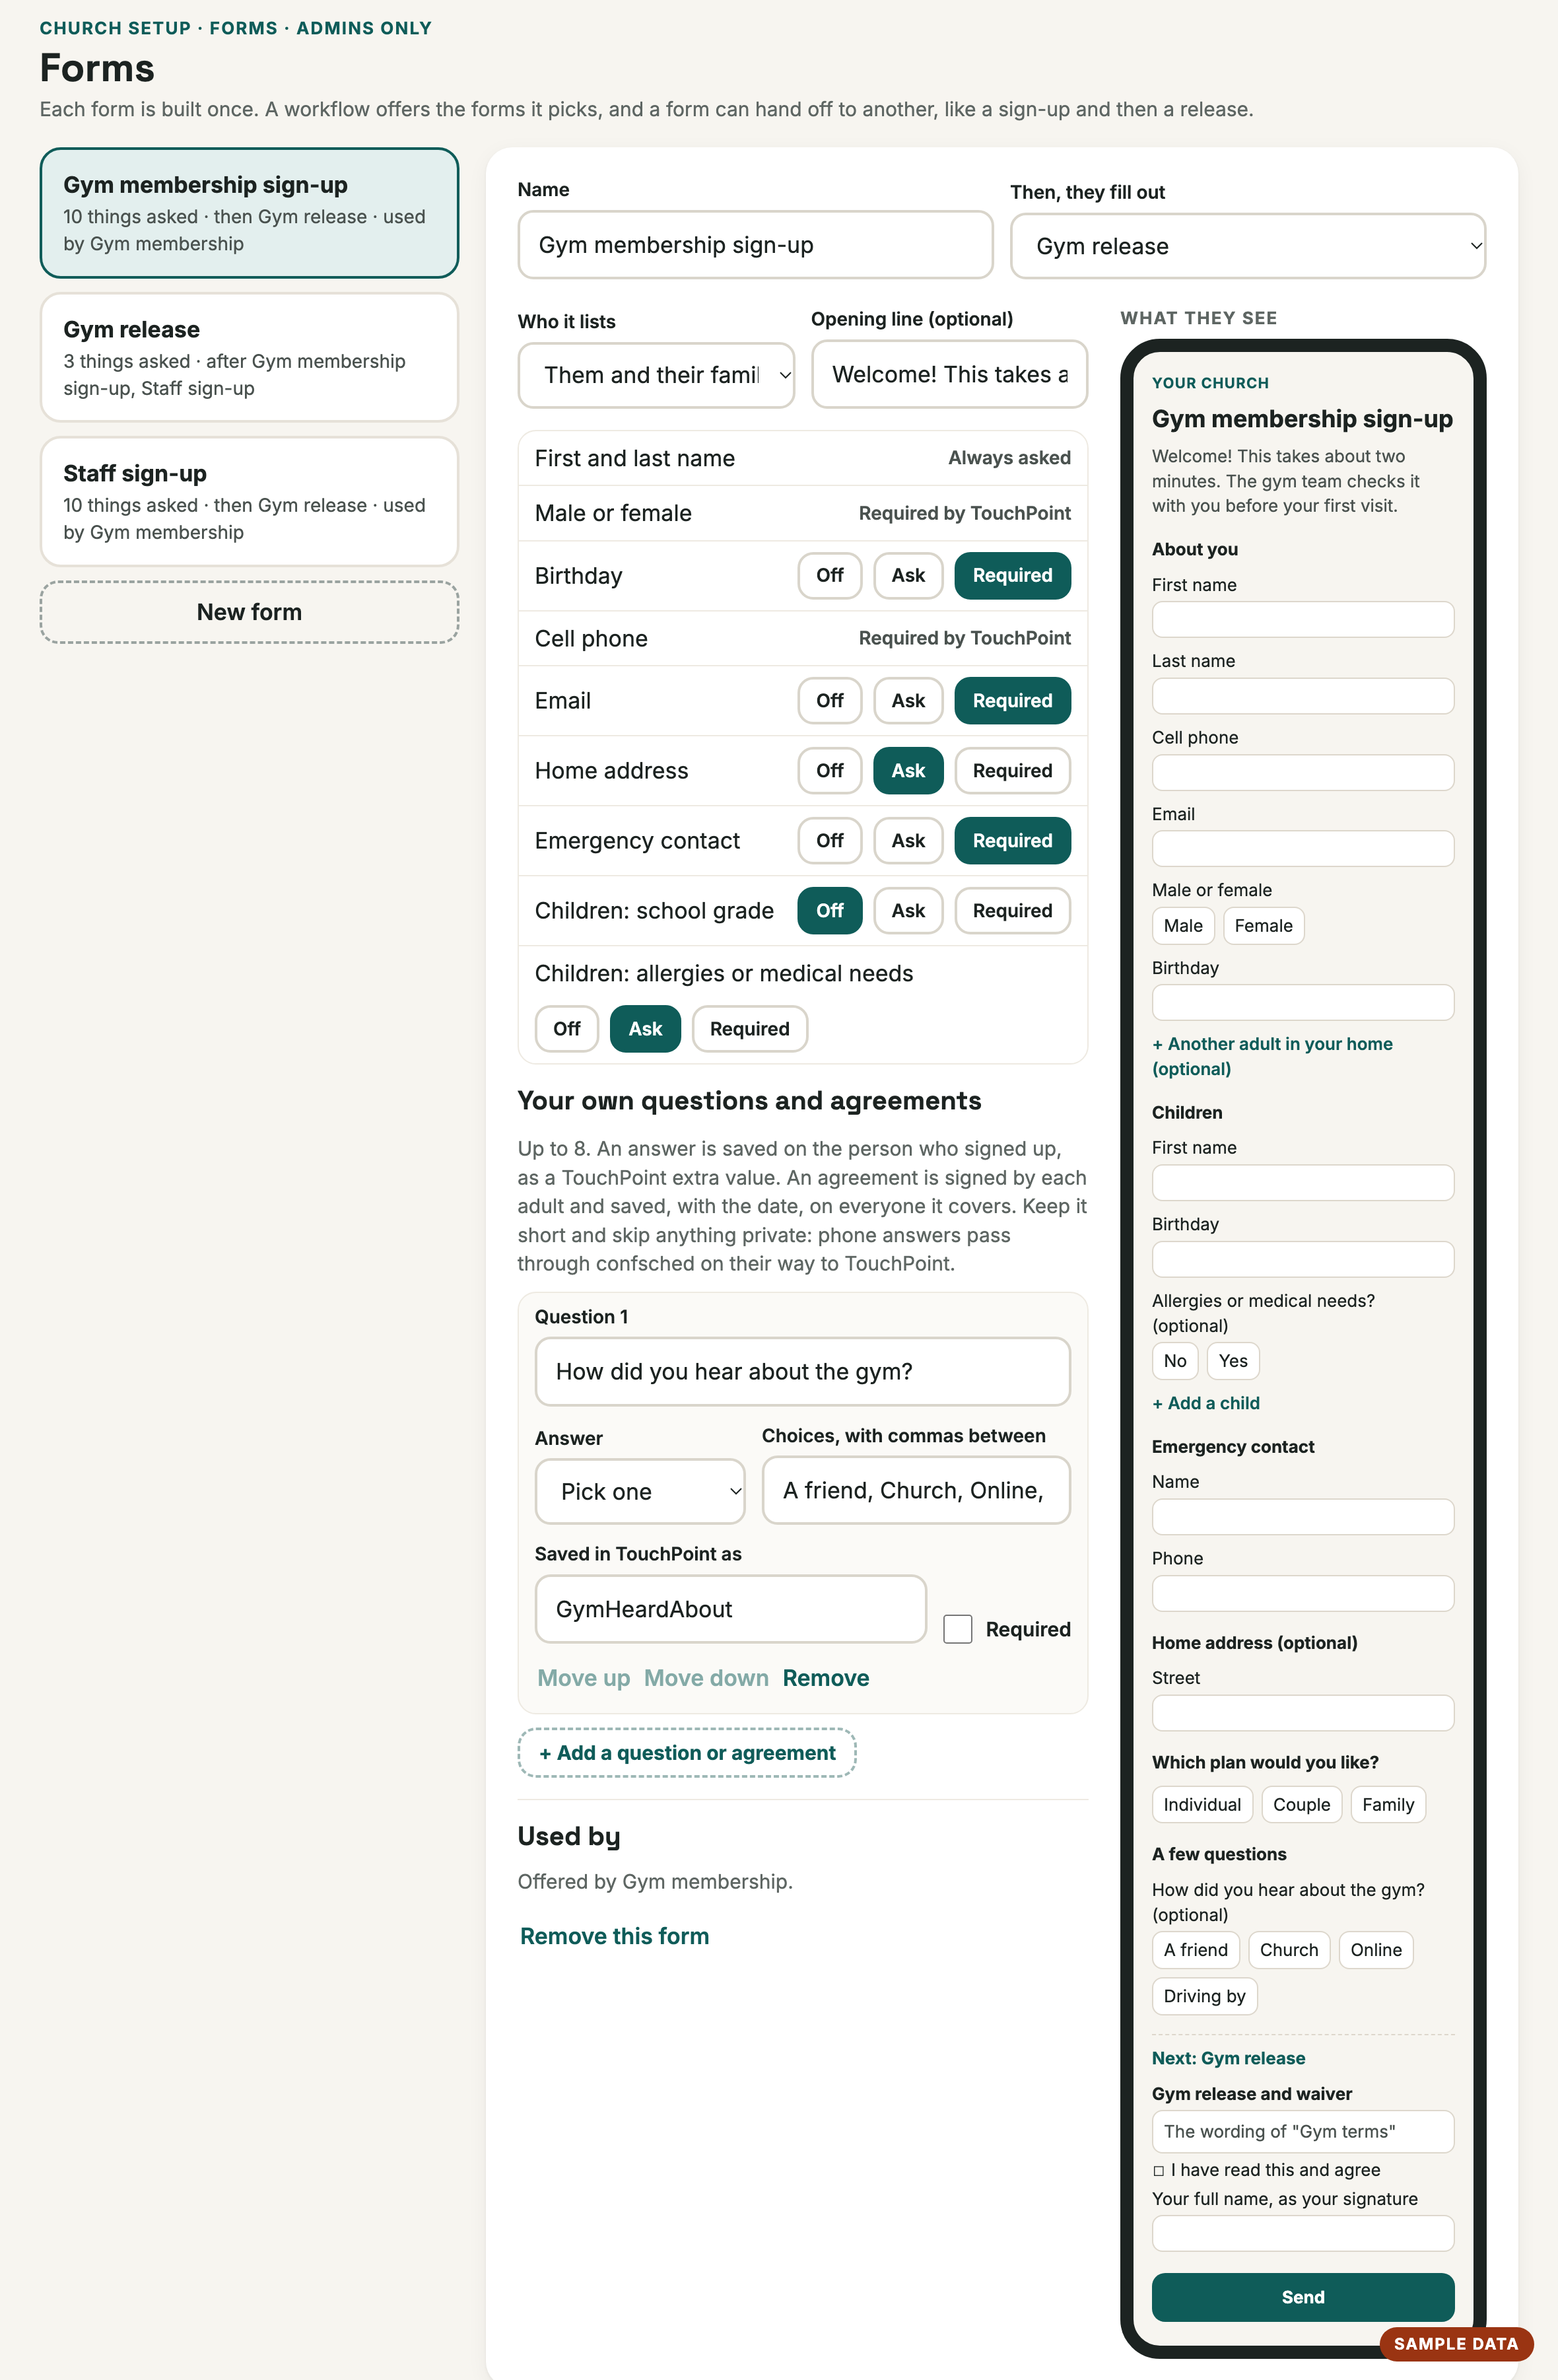 CHURCH SETUP · FORMS · ADMINS ONLY
Forms
Each form is built once. A workflow offers the forms it picks, and a form can hand off to another, like a sign-up and then a release.
Gym membership sign-up
10 things asked · then Gym release · used
by Gym membership
Gym release
3 things asked · after Gym membership
sign-up, Staff sign-up
Staff sign-up
10 things asked · then Gym release · used
by Gym membership
New form
Name
Gym membership sign-up
Then, they fill out
Gym release
Who it lists
Them and their famil
Opening line (optional)
Welcome! This takes a
First and last name
Always asked
Male or female
Required by TouchPoint
Birthday
Off Ask Required
Cell phone
Required by TouchPoint
Email
Off Ask Required
Home address
Off Ask Required
Emergency contact
Off Ask Required
Children: school grade
Off Ask Required
Children: allergies or medical needs
Off Ask Required
Your own questions and agreements
Up to 8. An answer is saved on the person who signed up,
as a TouchPoint extra value. An agreement is signed by each
adult and saved, with the date, on everyone it covers. Keep it
short and skip anything private: phone answers pass
through confsched on their way to TouchPoint.
Question 1
How did you hear about the gym?
Answer
Pick one
Choices, with commas between
A friend, Church, Online,
Saved in TouchPoint as
GymHeardAbout
Required
Move up Move down Remove
+ Add a question or agreement
Used by
Offered by Gym membership.
Remove this form
WHAT THEY SEE
YOUR CHURCH
Gym membership sign-up
Welcome! This takes about two
minutes. The gym team checks it
with you before your first visit.
About you
First name
Last name
Cell phone
Email
Male or female
Male Female
Birthday
+ Another adult in your home
(optional)
Children
First name
Birthday
Allergies or medical needs?
(optional)
No Yes
+ Add a child
Emergency contact
Name
Phone
Home address (optional)
Street
Which plan would you like?
Individual Couple Family
A few questions
How did you hear about the gym?
(optional)
A friend Church Online
Driving by
Next: Gym release
Gym release and waiver
The wording of "Gym terms"
I have read this and agree
Your full name, as your signature
Send
SAMPLE DATA